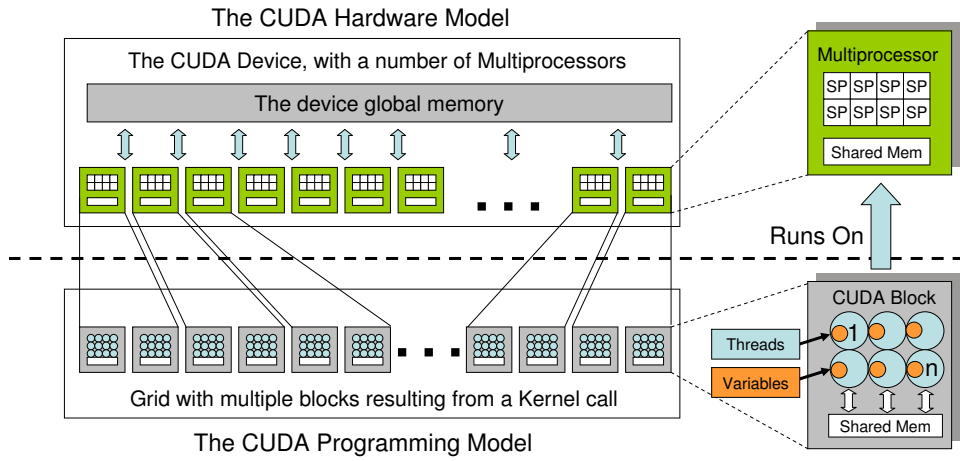 The CUDA Hardware Model
The CUDA Device, with a number of Multiprocessors
The device global memory
Multiprocessor
SP SP SP SP
SP SP SP SP
Shared Mem
. . .
Runs On
CUDA Block
Threads
Variables
1
n
Shared Mem
. . .
Grid with multiple blocks resulting from a Kernel call
The CUDA Programming Model